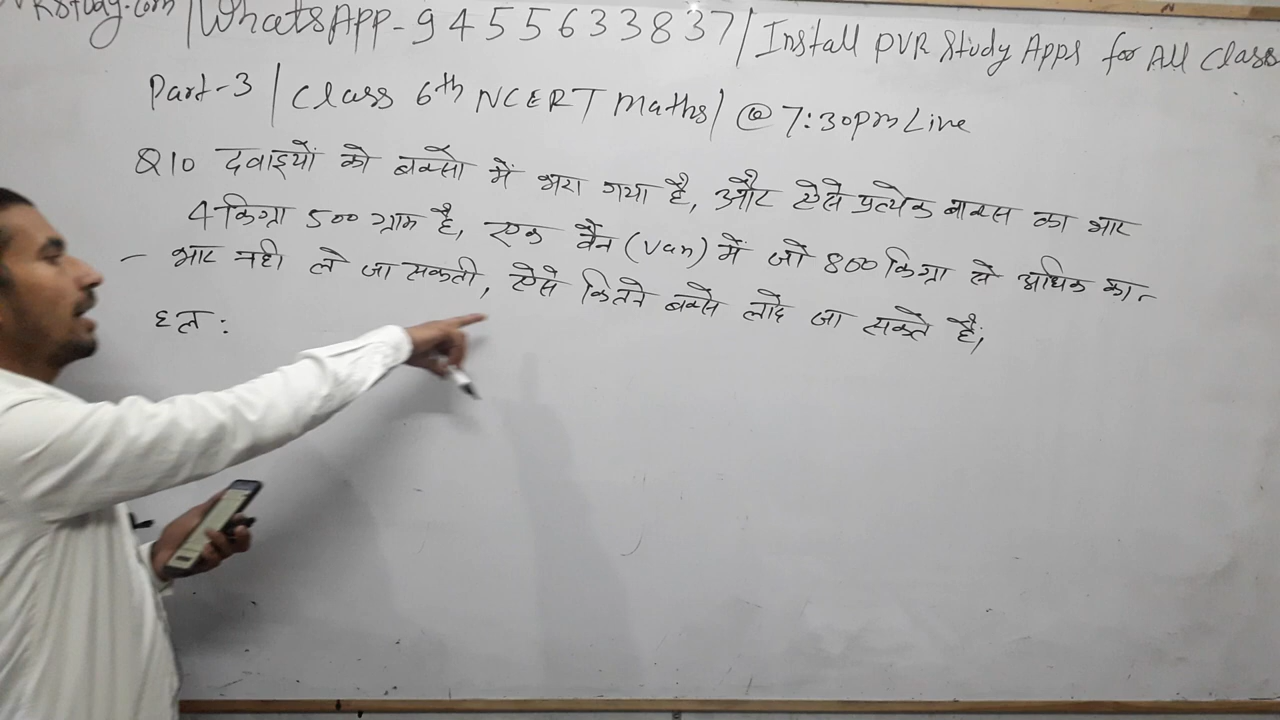 RStudy.com | WhatsApp-9455633837 | Install PVR Study Apps for All Class
Part-3 | Class 6th NCERT Maths | @ 7:30pm Live
Q10 दवाइयों को बक्सों में भरा गया है, और ऐसे प्रत्येक बाक्स का भार
4 किग्रा 500 ग्राम है, एक वैन (Van) में जो 800 किग्रा से अधिक का-
- भार नही ले जा सकती, ऐसे कितने बक्से लादे जा सकते हैं,
हल: